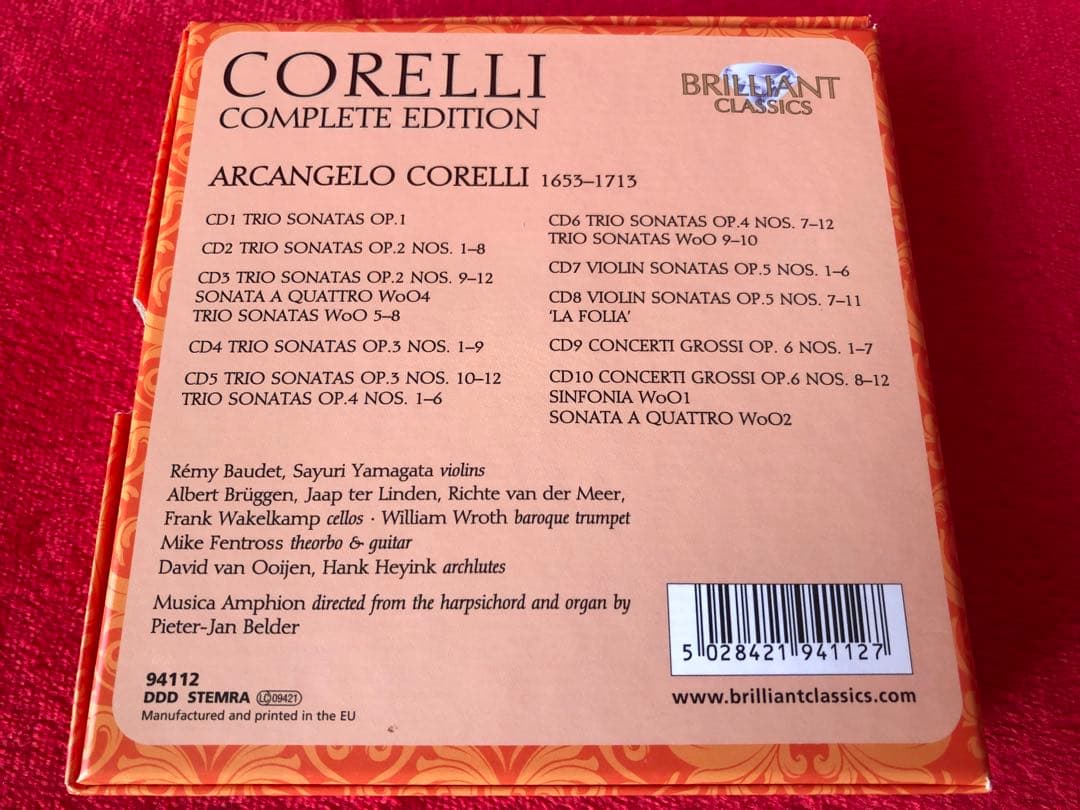 CORELLI
COMPLETE EDITION
BRILLIANT
CLASSICS
ARCANGELO CORELLI 1653–1713
CD1 TRIO SONATAS OP.1
CD2 TRIO SONATAS OP.2 NOS. 1–8
CD3 TRIO SONATAS OP.2 NOS. 9–12
SONATA A QUATTRO WoO4
TRIO SONATAS WoO 5–8
CD4 TRIO SONATAS OP.3 NOS. 1–9
CD5 TRIO SONATAS OP.3 NOS. 10–12
TRIO SONATAS OP.4 NOS. 1–6
CD6 TRIO SONATAS OP.4 NOS. 7–12
TRIO SONATAS WoO 9–10
CD7 VIOLIN SONATAS OP.5 NOS. 1–6
CD8 VIOLIN SONATAS OP.5 NOS. 7–11
‘LA FOLIA’
CD9 CONCERTI GROSSI OP. 6 NOS. 1–7
CD10 CONCERTI GROSSI OP.6 NOS. 8–12
SINFONIA WoO1
SONATA A QUATTRO WoO2
Rémy Baudet, Sayuri Yamagata violins
Albert Brüggen, Jaap ter Linden, Richte van der Meer,
Frank Wakelkamp cellos · William Wroth baroque trumpet
Mike Fentross theorbo & guitar
David van Ooijen, Hank Heyink archlutes
Musica Amphion directed from the harpsichord and organ by
Pieter-Jan Belder
94112
DDD STEMRA LC 09421
Manufactured and printed in the EU
5 028421 941127
www.brilliantclassics.com